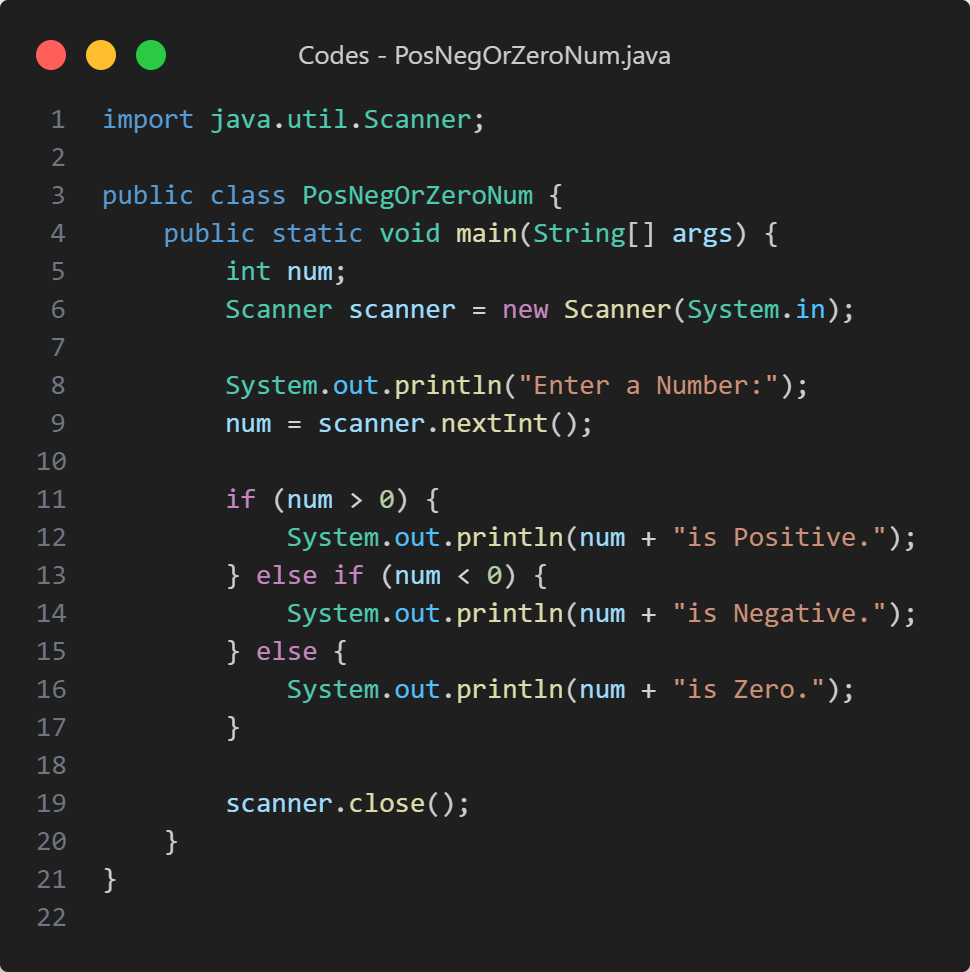 Codes - PosNegOrZeroNum.java
1 import java.util.Scanner;
2
3 public class PosNegOrZeroNum {
4     public static void main(String[] args) {
5         int num;
6         Scanner scanner = new Scanner(System.in);
7
8         System.out.println("Enter a Number:");
9         num = scanner.nextInt();
10
11         if (num > 0) {
12             System.out.println(num + "is Positive.");
13         } else if (num < 0) {
14             System.out.println(num + "is Negative.");
15         } else {
16             System.out.println(num + "is Zero.");
17         }
18
19         scanner.close();
20     }
21 }
22